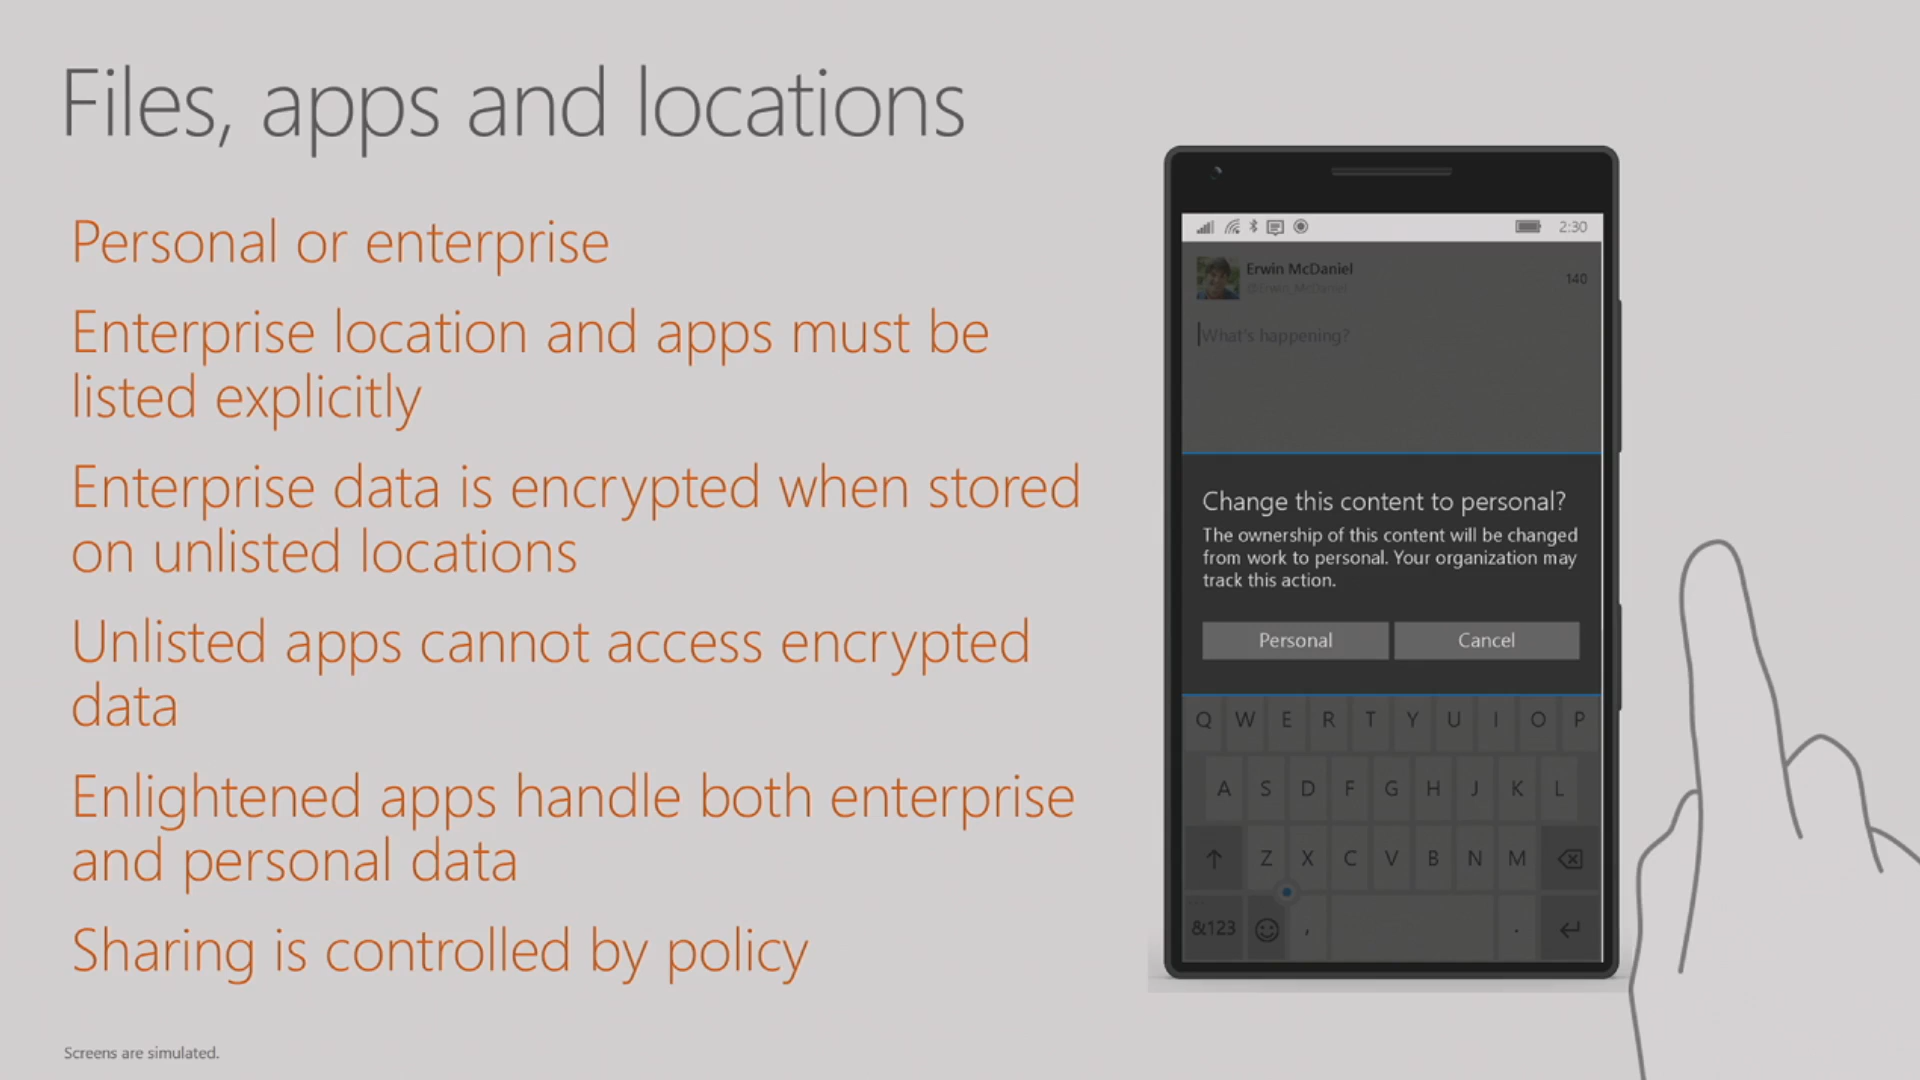 Files, apps and locations
Personal or enterprise
Enterprise location and apps must be
listed explicitly
Enterprise data is encrypted when stored
on unlisted locations
Unlisted apps cannot access encrypted
data
Enlightened apps handle both enterprise
and personal data
Sharing is controlled by policy
Screens are simulated.
2:30
Erwin McDaniel
140
@Erwin_McDaniel
What's happening?
Change this content to personal?
The ownership of this content will be changed
from work to personal. Your organization may
track this action.
Personal Cancel
Q W E R T Y U I O P
A S D F G H J K L
Z X C V B N M
&123 , .